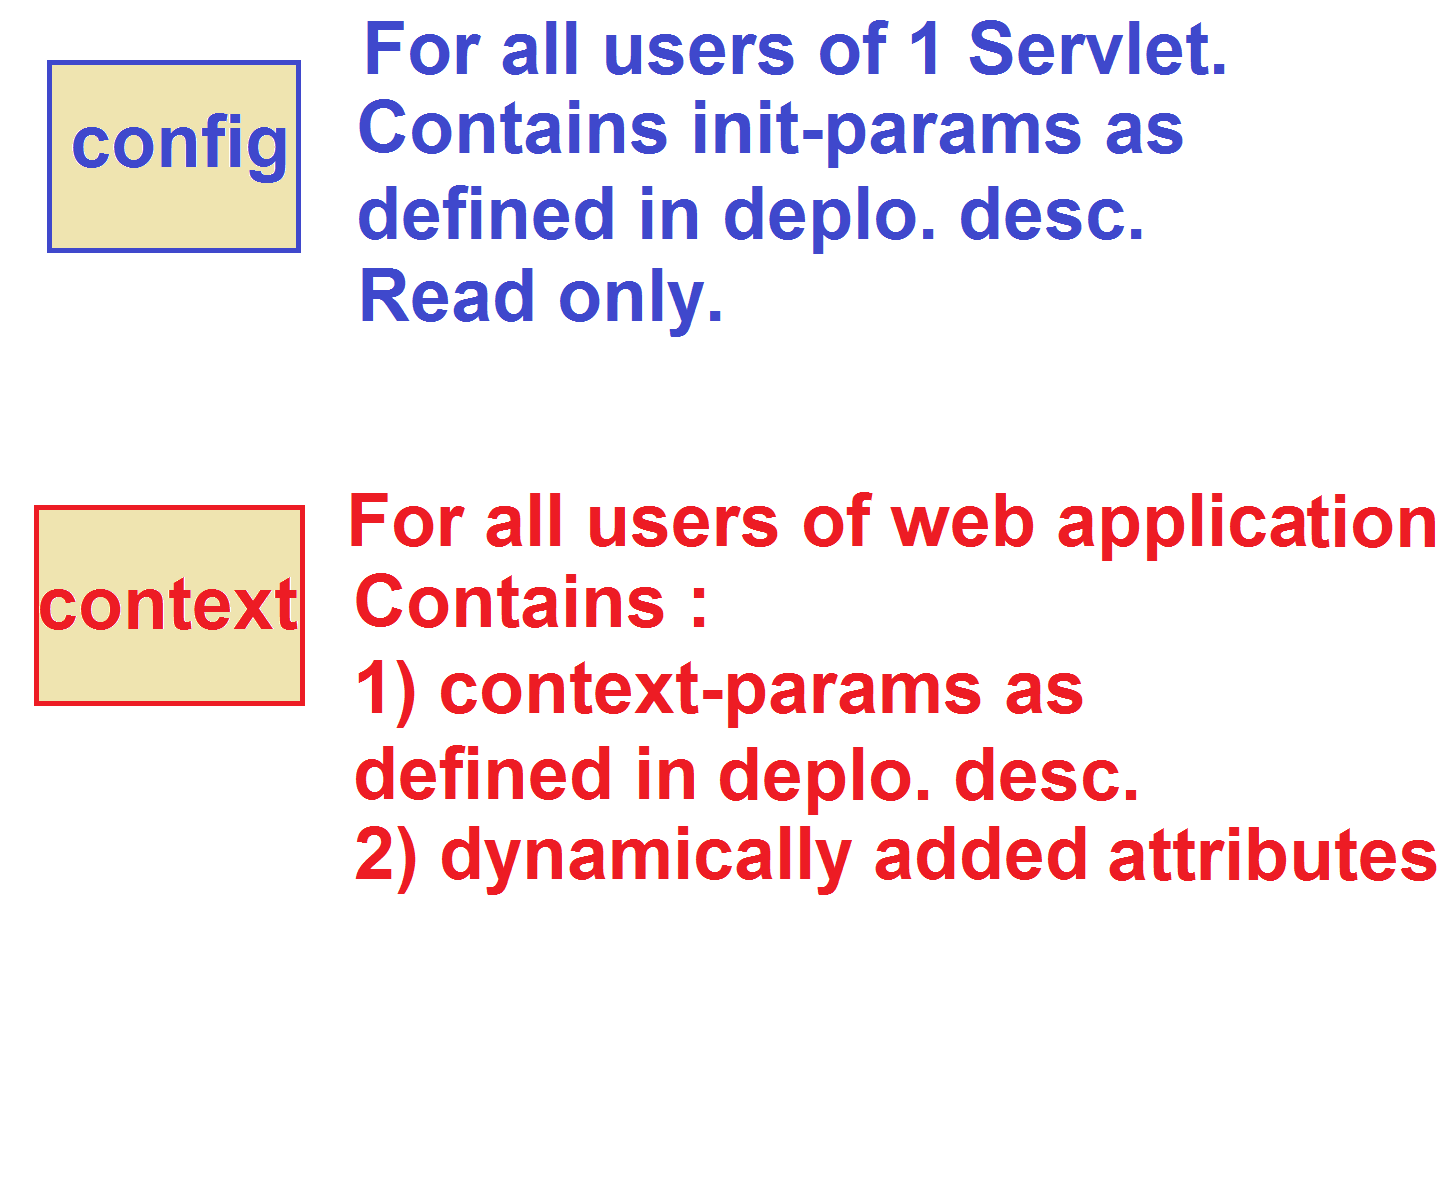 config
For all users of 1 Servlet.
Contains init-params as
defined in deplo. desc.
Read only.
context
For all users of web application
Contains :
1) context-params as
defined in deplo. desc.
2) dynamically added attributes